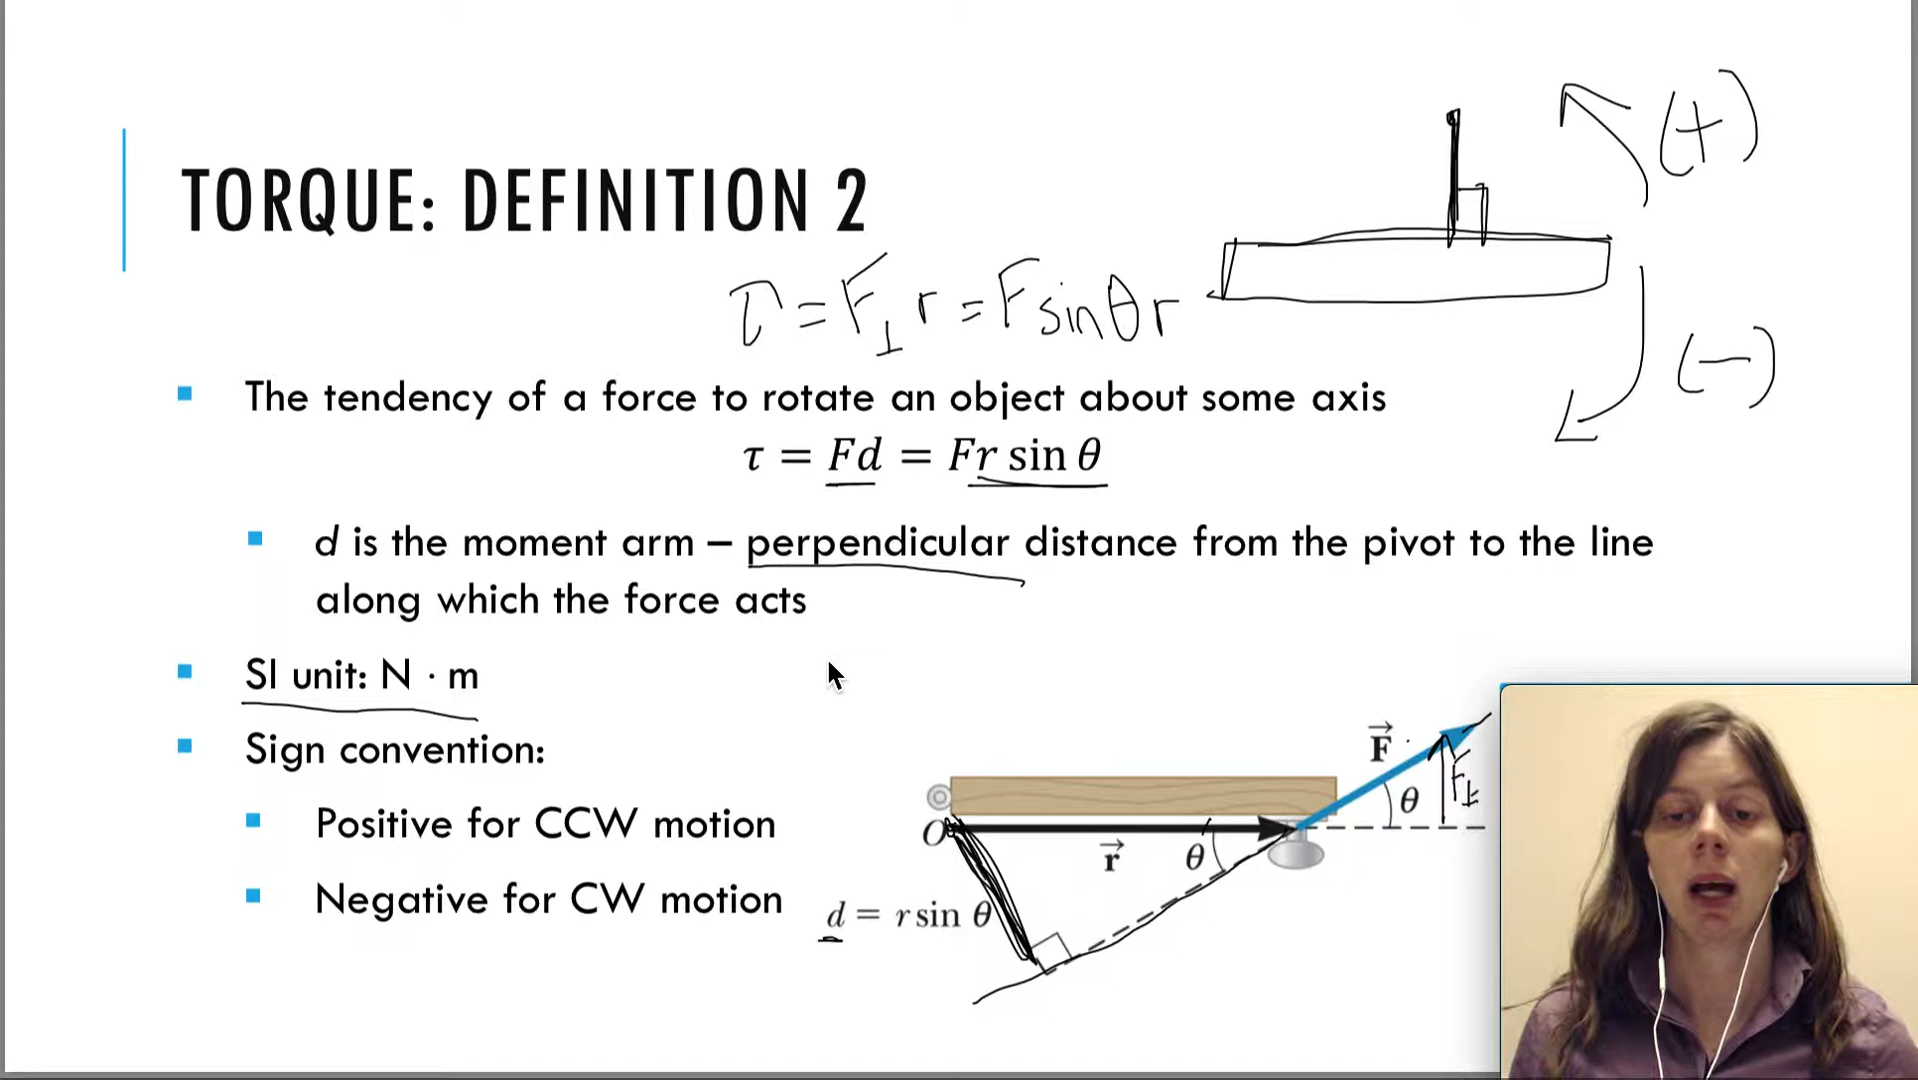 (+)
TORQUE: DEFINITION 2
τ = F⊥ r = F sin θ r
(−)
▪ The tendency of a force to rotate an object about some axis
τ = Fd = Fr sin θ
▪ d is the moment arm – perpendicular distance from the pivot to the line
along which the force acts
▪ SI unit: N · m
▪ Sign convention:
▪ Positive for CCW motion
▪ Negative for CW motion
F⃗
θ
F⊥
O
r⃗
θ
d = r sin θ